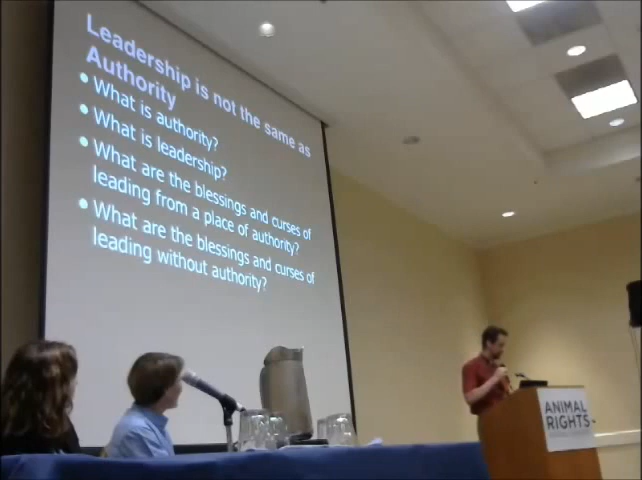 Leadership is not the same as
Authority
• What is authority?
• What is leadership?
• What are the blessings and curses of
leading from a place of authority?
• What are the blessings and curses of
leading without authority?
ANIMAL
RIGHTS